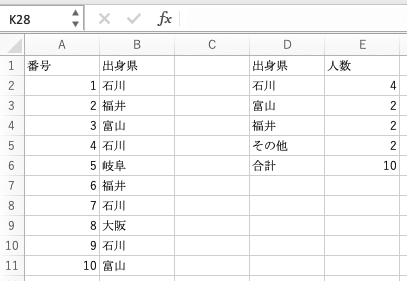 K28 fx
A B C D E
1 番号 出身県 出身県 人数
2 1 石川 石川 4
3 2 福井 富山 2
4 3 富山 福井 2
5 4 石川 その他 2
6 5 岐阜 合計 10
7 6 福井
8 7 石川
9 8 大阪
10 9 石川
11 10 富山